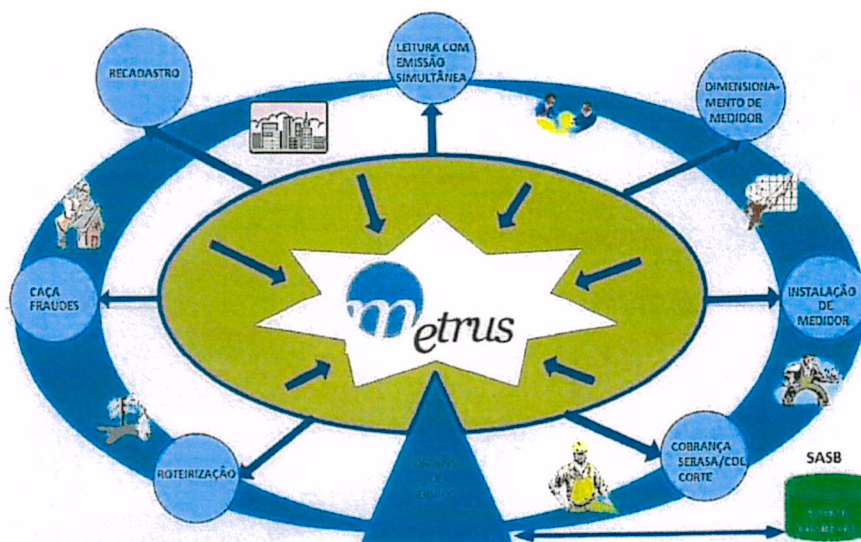 LEITURA COM
EMISSÃO
SIMULTÂNEA
RECADASTRO
DIMENSIONA-
MENTO DE
MEDIDOR
CAÇA
FRAUDES
metrus
INSTALAÇÃO
DE
MEDIDOR
ROTEIRIZAÇÃO
COBRANÇA
SERASA/CDL
CORTE
SASB